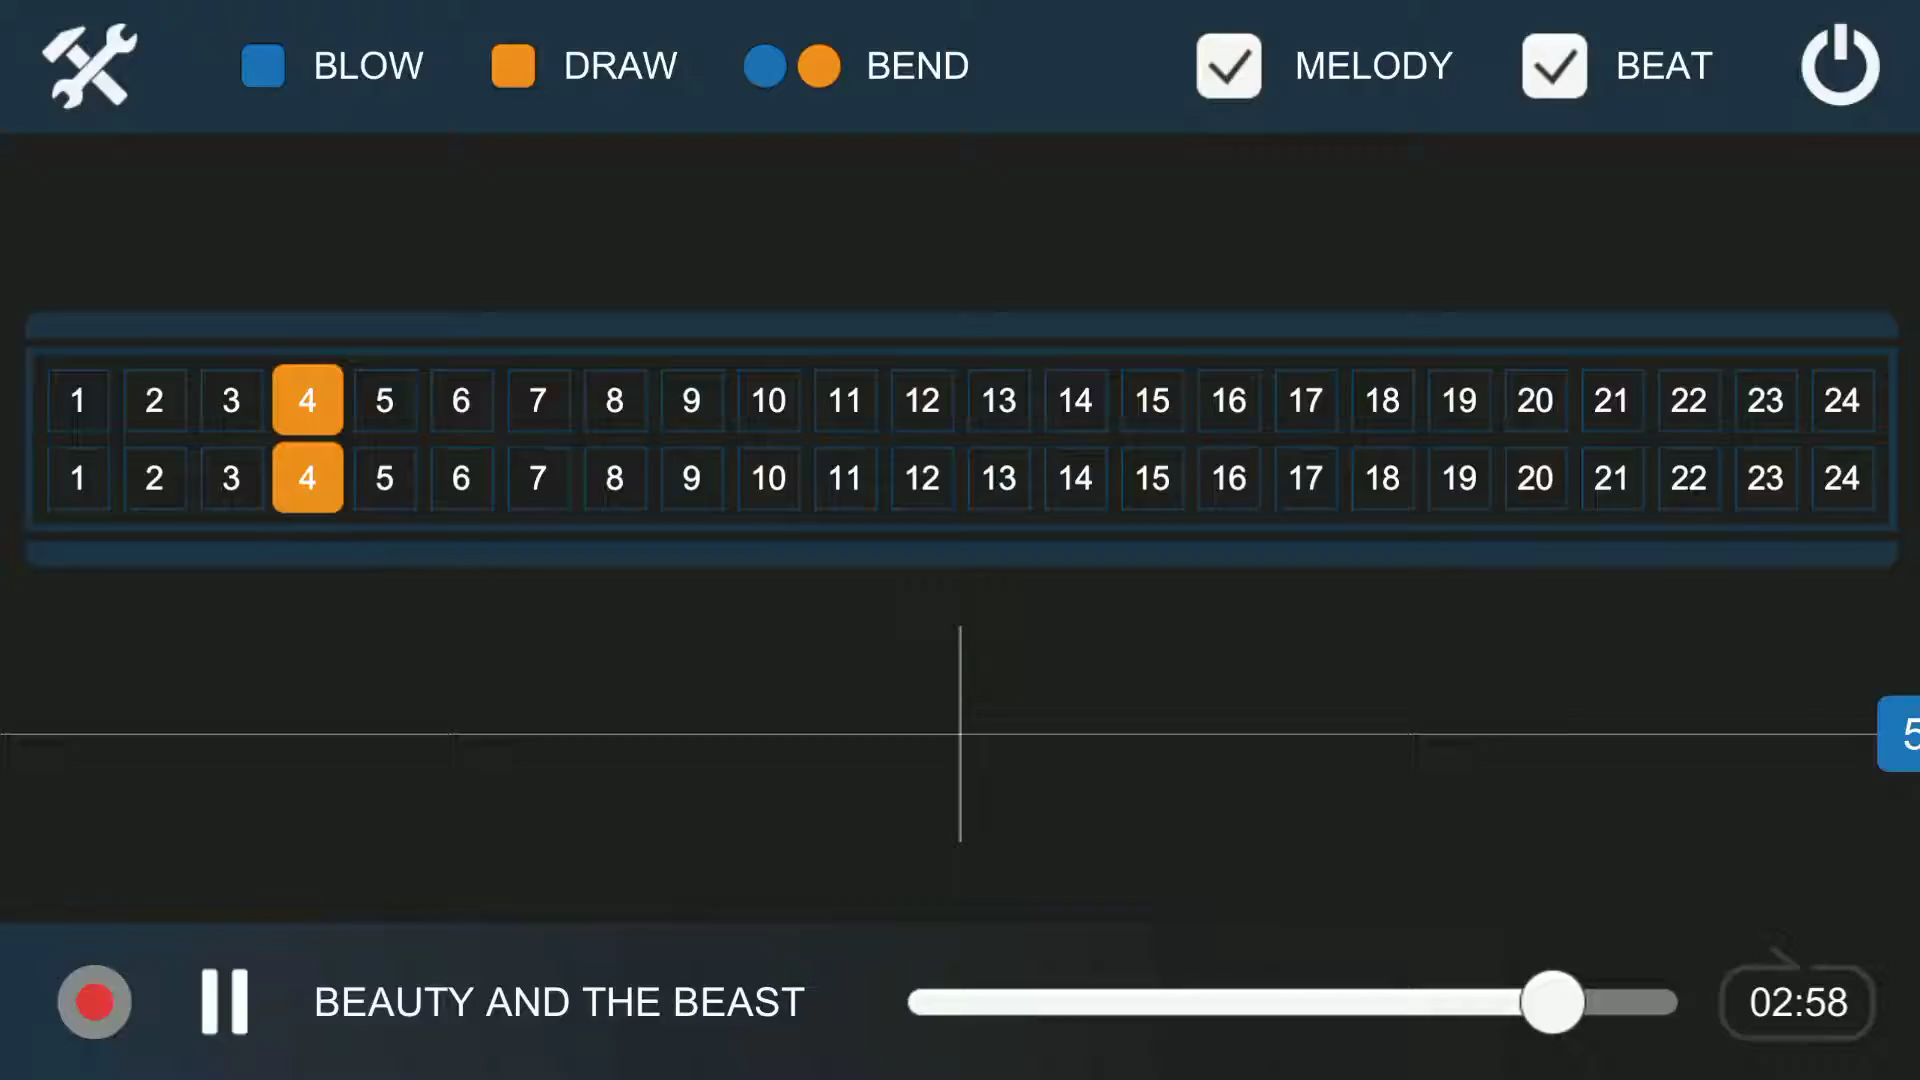 BLOW DRAW BEND MELODY BEAT
1 2 3 4 5 6 7 8 9 10 11 12 13 14 15 16 17 18 19 20 21 22 23 24
1 2 3 4 5 6 7 8 9 10 11 12 13 14 15 16 17 18 19 20 21 22 23 24
5
BEAUTY AND THE BEAST 02:58